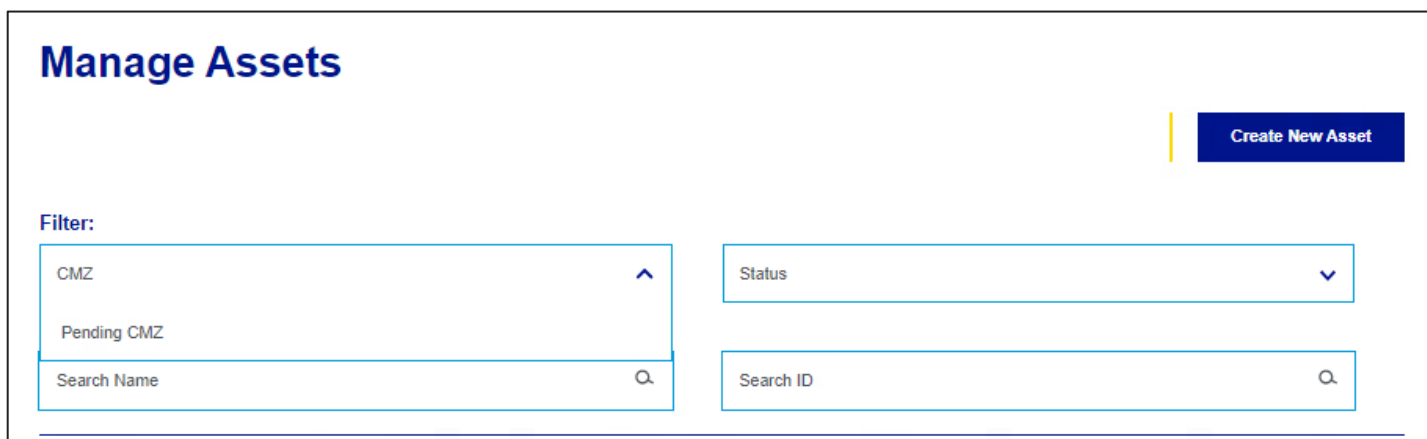 Manage Assets
Create New Asset
Filter:
CMZ
Status
Pending CMZ
Search Name
Search ID